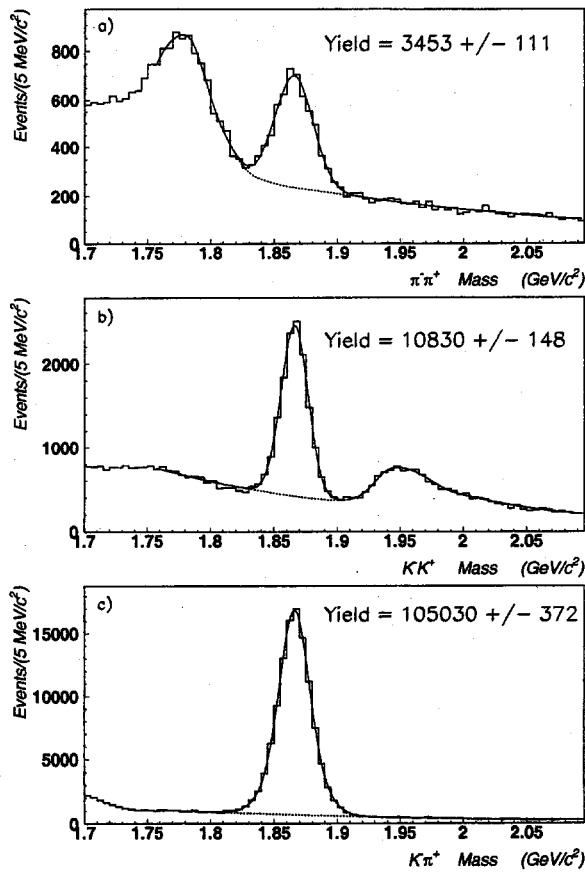 a)
Yield = 3453 +/- 111
Events/(5 MeV/c²)
800
600
400
200
0
1.7 1.75 1.8 1.85 1.9 1.95 2 2.05
π⁻π⁺ Mass (GeV/c²)
b)
Yield = 10830 +/- 148
Events/(5 MeV/c²)
2000
1000
0
1.7 1.75 1.8 1.85 1.9 1.95 2 2.05
K⁻K⁺ Mass (GeV/c²)
c)
Yield = 105030 +/- 372
Events/(5 MeV/c²)
15000
10000
5000
0
1.7 1.75 1.8 1.85 1.9 1.95 2 2.05
K⁻π⁺ Mass (GeV/c²)